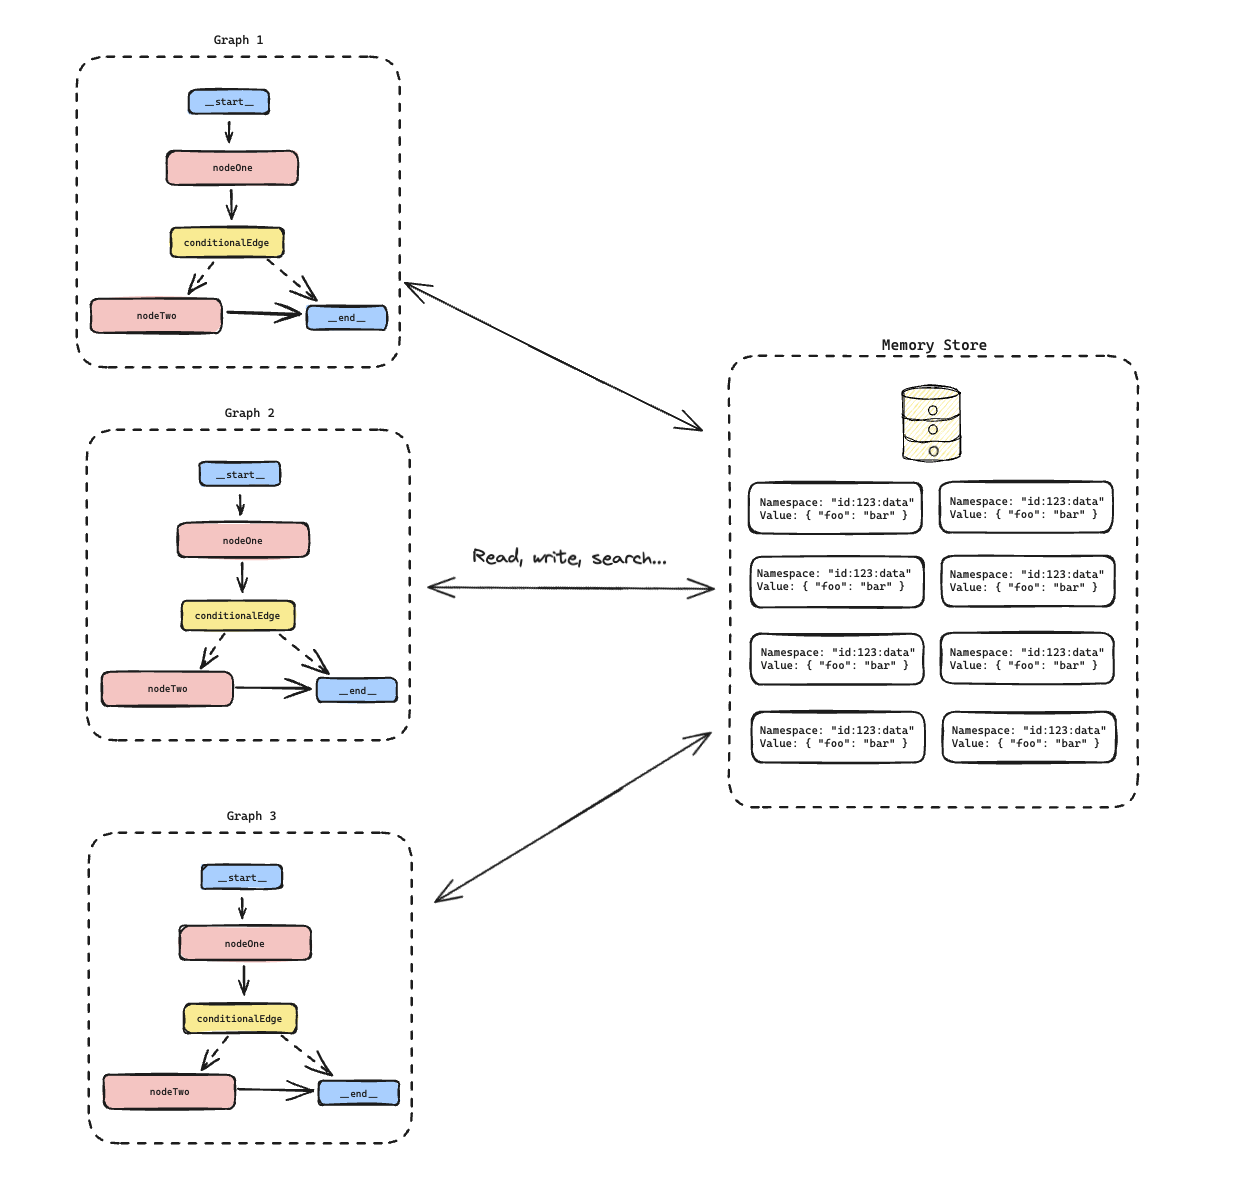 Graph 1
__start__
nodeOne
conditionalEdge
nodeTwo
__end__
Graph 2
__start__
nodeOne
conditionalEdge
nodeTwo
__end__
Graph 3
__start__
nodeOne
conditionalEdge
nodeTwo
__end__
Read, write, search...
Memory Store
Namespace: "id:123:data"
Value: { "foo": "bar" }
Namespace: "id:123:data"
Value: { "foo": "bar" }
Namespace: "id:123:data"
Value: { "foo": "bar" }
Namespace: "id:123:data"
Value: { "foo": "bar" }
Namespace: "id:123:data"
Value: { "foo": "bar" }
Namespace: "id:123:data"
Value: { "foo": "bar" }
Namespace: "id:123:data"
Value: { "foo": "bar" }
Namespace: "id:123:data"
Value: { "foo": "bar" }